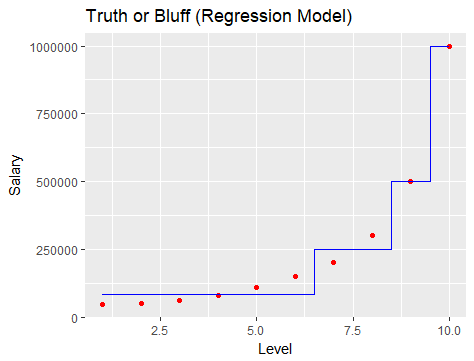 Truth or Bluff (Regression Model)
1000000
750000
500000
250000
0
Salary
2.5 5.0 7.5 10.0
Level